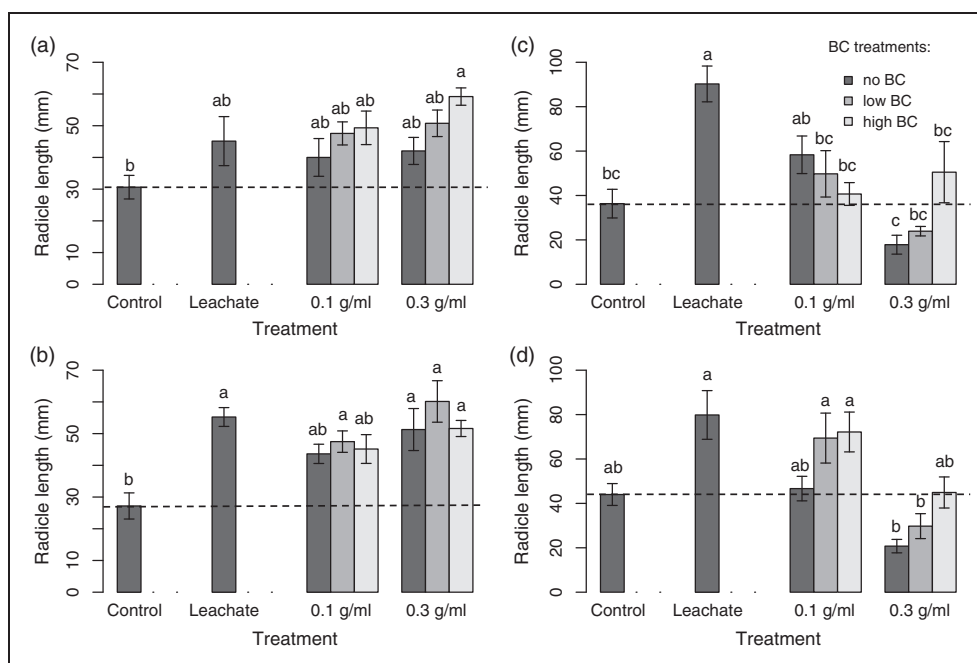 (a)
Radicle length (mm)
70
50
30
10
0
b
ab
ab
ab
ab
ab
ab
a
Control
Leachate
0.1 g/ml
0.3 g/ml
Treatment
(c)
BC treatments:
no BC
low BC
high BC
Radicle length (mm)
100
80
60
40
20
0
bc
a
ab
bc
bc
c
bc
bc
Control
Leachate
0.1 g/ml
0.3 g/ml
Treatment
(b)
Radicle length (mm)
70
50
30
10
0
b
a
ab
a
ab
a
a
a
Control
Leachate
0.1 g/ml
0.3 g/ml
Treatment
(d)
Radicle length (mm)
100
80
60
40
20
0
ab
a
ab
a
a
b
b
ab
Control
Leachate
0.1 g/ml
0.3 g/ml
Treatment